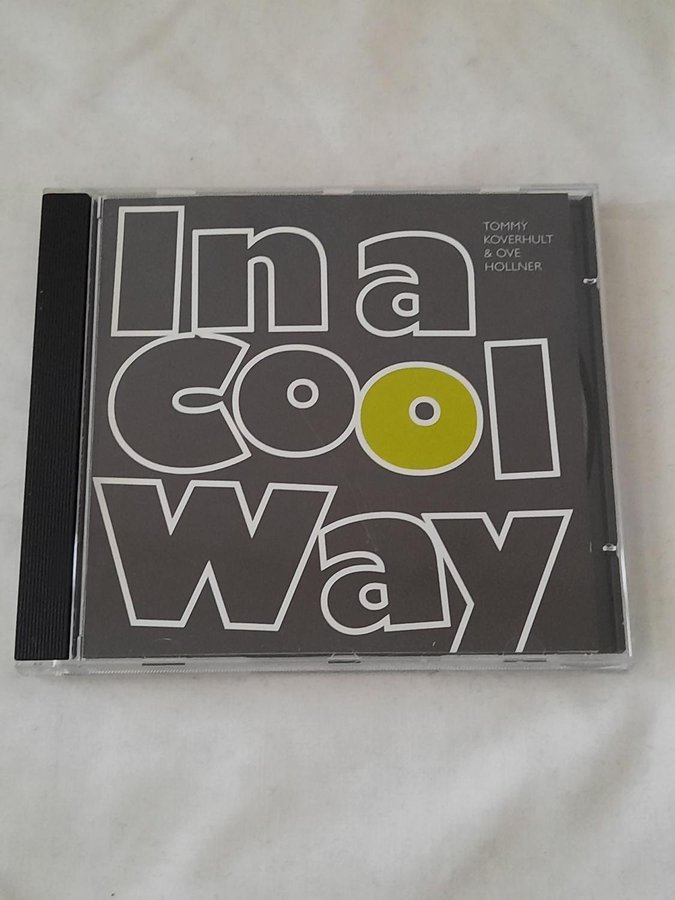 In a
Cool
Way
TOMMY
KOVERHULT
& OVE
HOLLNER